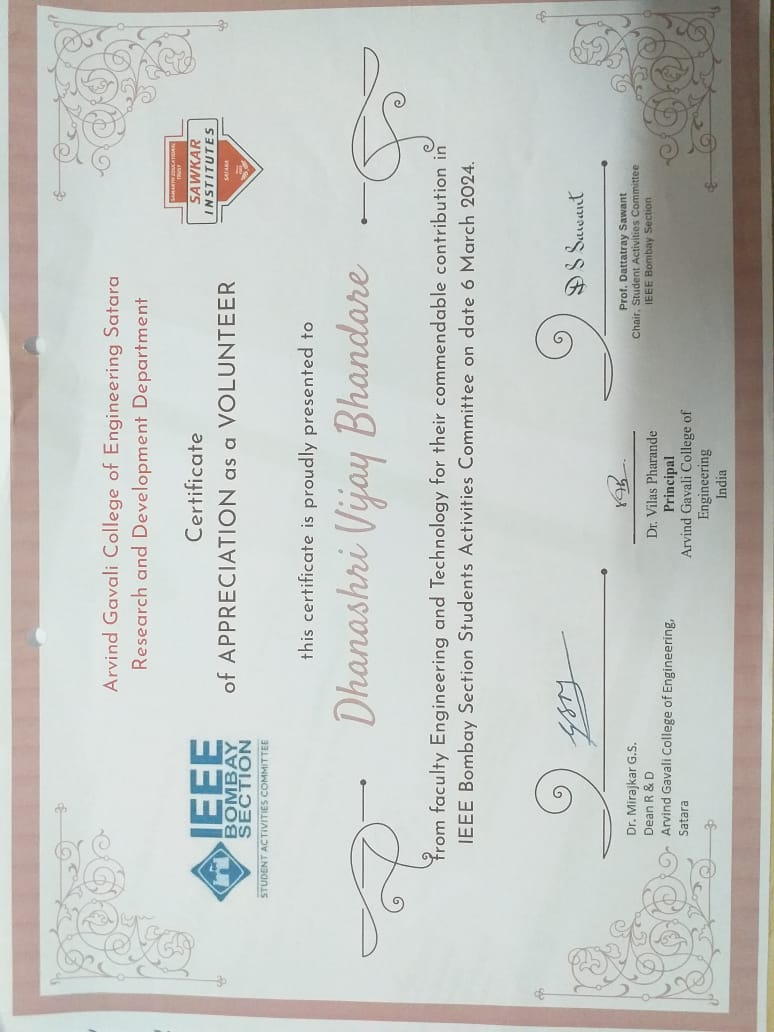 Arvind Gavali College of Engineering Satara
Research and Development Department
IEEE
BOMBAY
SECTION
STUDENT ACTIVITIES COMMITTEE
Certificate
of APPRECIATION as a VOLUNTEER
SAMARTH EDUCATIONAL
TRUST
SAWKAR
INSTITUTES
SATARA
this certificate is proudly presented to
Dhanashri Vijay Bhandare
from faculty Engineering and Technology for their commendable contribution in
IEEE Bombay Section Students Activities Committee on date 6 March 2024.
Dr. Mirajkar G.S.
Dean R & D
Arvind Gavali College of Engineering,
Satara
Dr. Vilas Pharande
Principal
Arvind Gavali College of
Engineering
India
D S Sawant
Prof. Dattatray Sawant
Chair, Student Activities Committee
IEEE Bombay Section